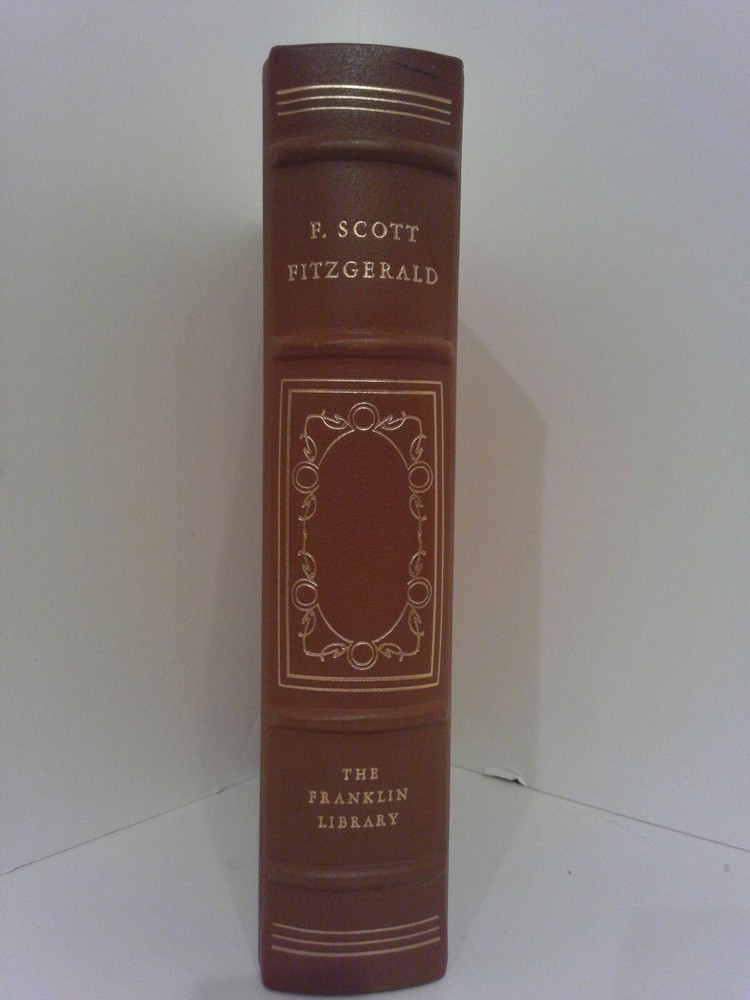 F. SCOTT
FITZGERALD
THE
FRANKLIN
LIBRARY